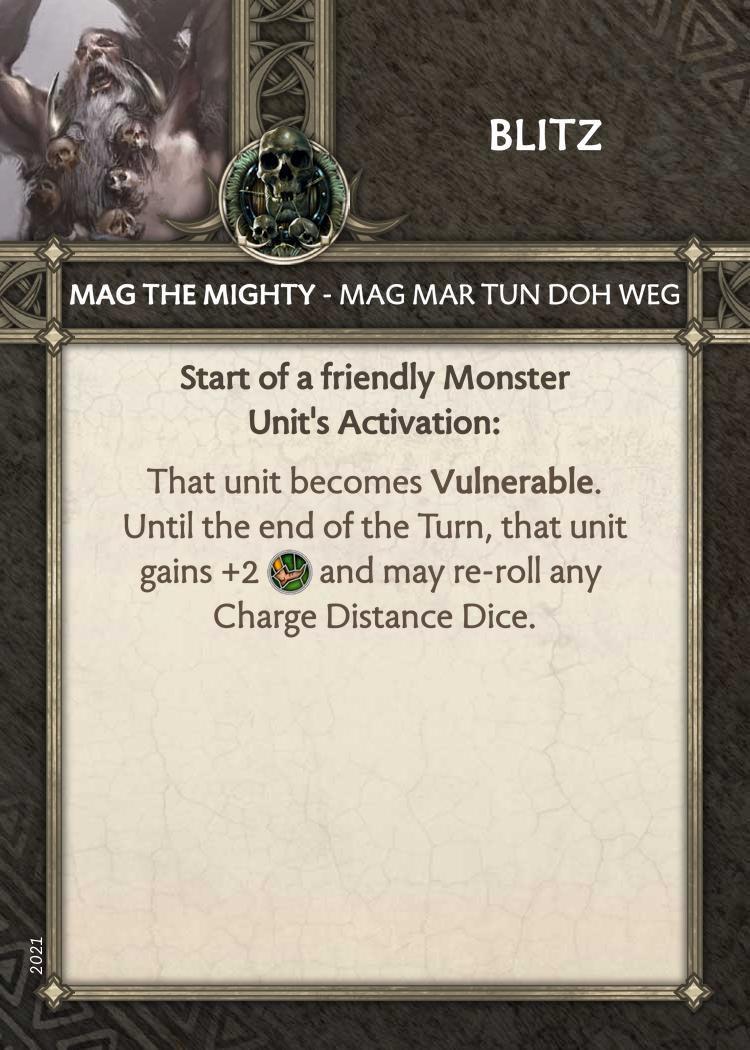 BLITZ
MAG THE MIGHTY - MAG MAR TUN DOH WEG
Start of a friendly Monster
Unit's Activation:
That unit becomes Vulnerable.
Until the end of the Turn, that unit
gains +2 and may re-roll any
Charge Distance Dice.
2021